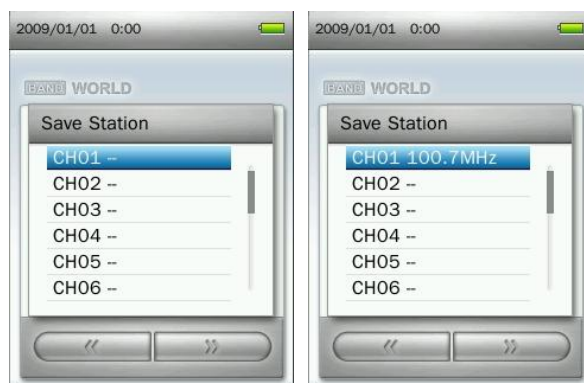 2009/01/01 0:00
BAND WORLD
Save Station
CH01 --
CH02 --
CH03 --
CH04 --
CH05 --
CH06 --
2009/01/01 0:00
BAND WORLD
Save Station
CH01 100.7MHz
CH02 --
CH03 --
CH04 --
CH05 --
CH06 --